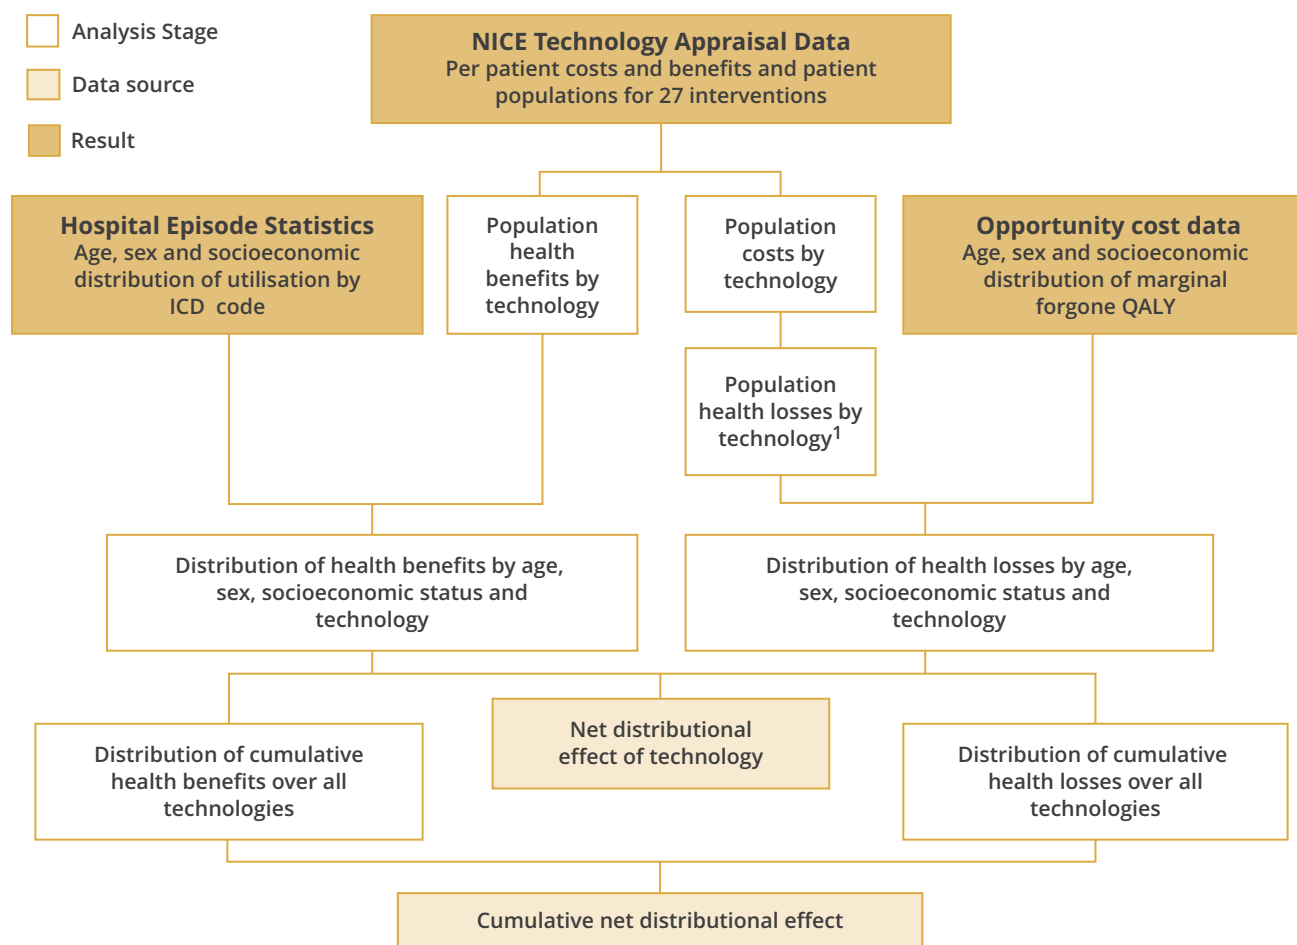 Analysis Stage
Data source
Result
NICE Technology Appraisal Data
Per patient costs and benefits and patient
populations for 27 interventions
Hospital Episode Statistics
Age, sex and socioeconomic
distribution of utilisation by
ICD code
Population
health
benefits by
technology
Population
costs by
technology
Opportunity cost data
Age, sex and socioeconomic
distribution of marginal
forgone QALY
Population
health losses by
technology1
Distribution of health benefits by age,
sex, socioeconomic status and
technology
Distribution of health losses by age,
sex, socioeconomic status and
technology
Distribution of cumulative
health benefits over all
technologies
Net distributional
effect of technology
Distribution of cumulative
health losses over all
technologies
Cumulative net distributional effect